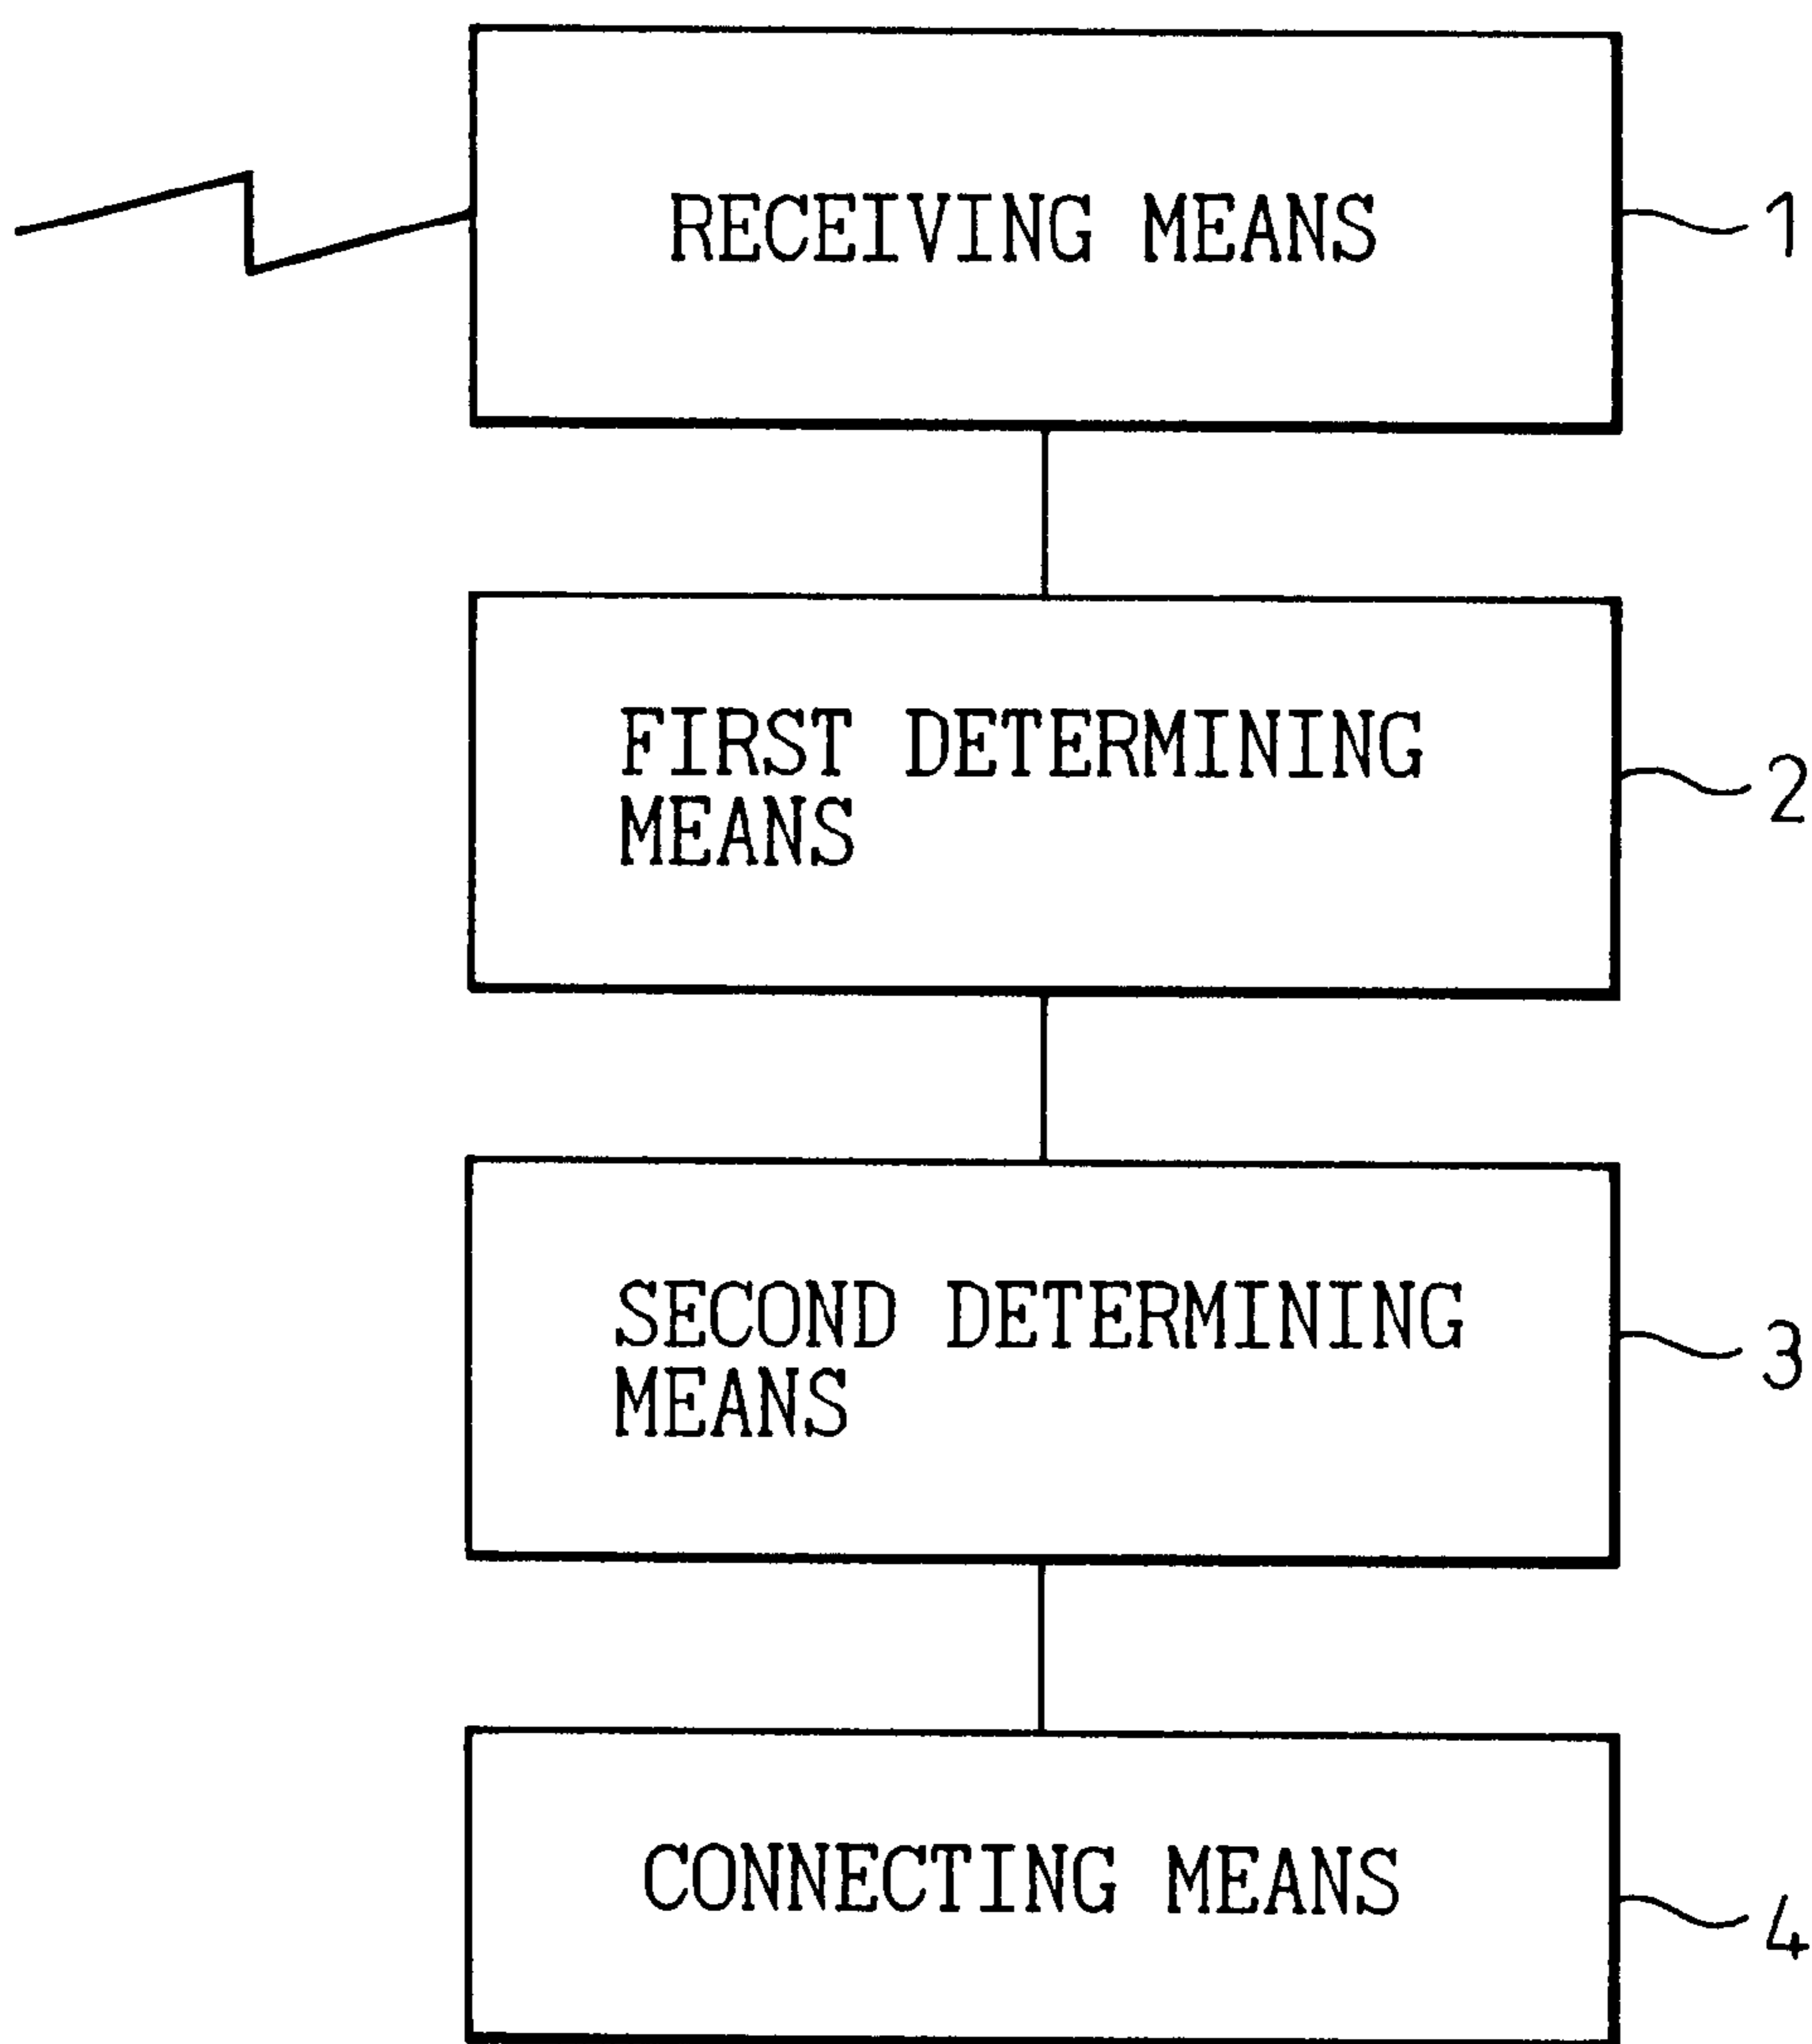 RECEIVING MEANS
1
FIRST DETERMINING
MEANS
2
SECOND DETERMINING
MEANS
3
CONNECTING MEANS
4